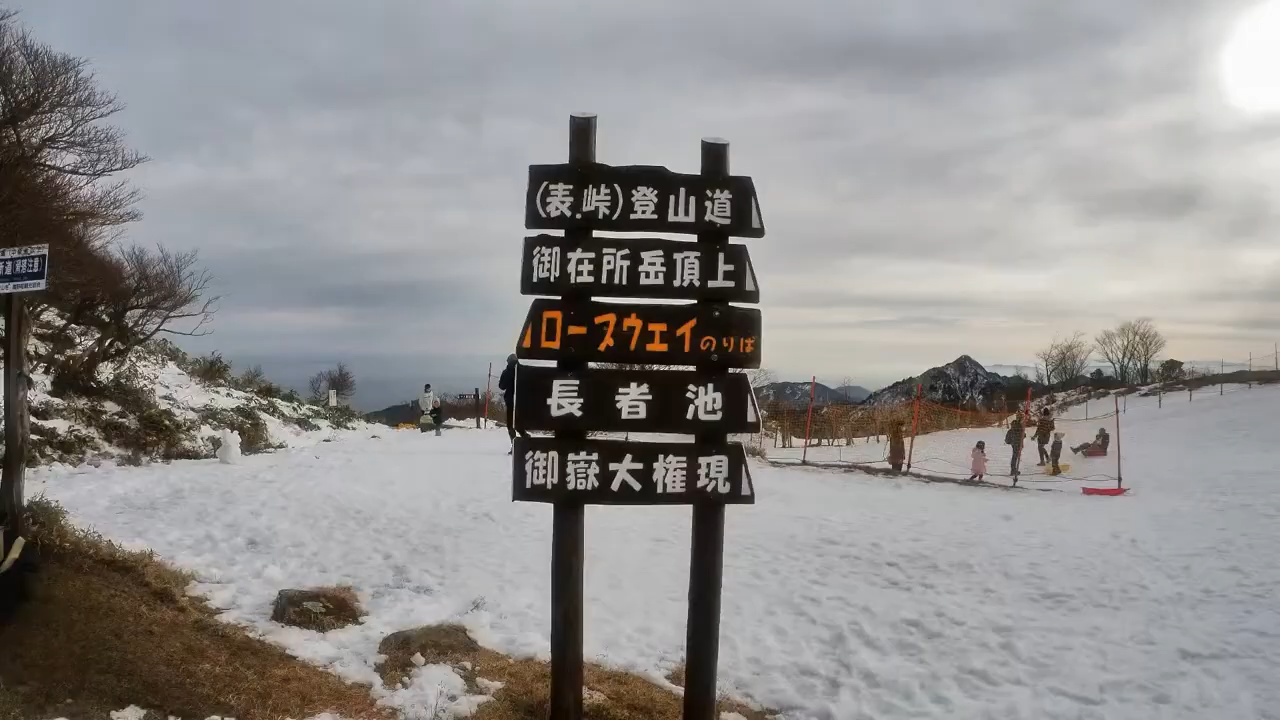 (表.峠)登山道
御在所岳頂上
ロープウェイのりば
長者池
御嶽大権現